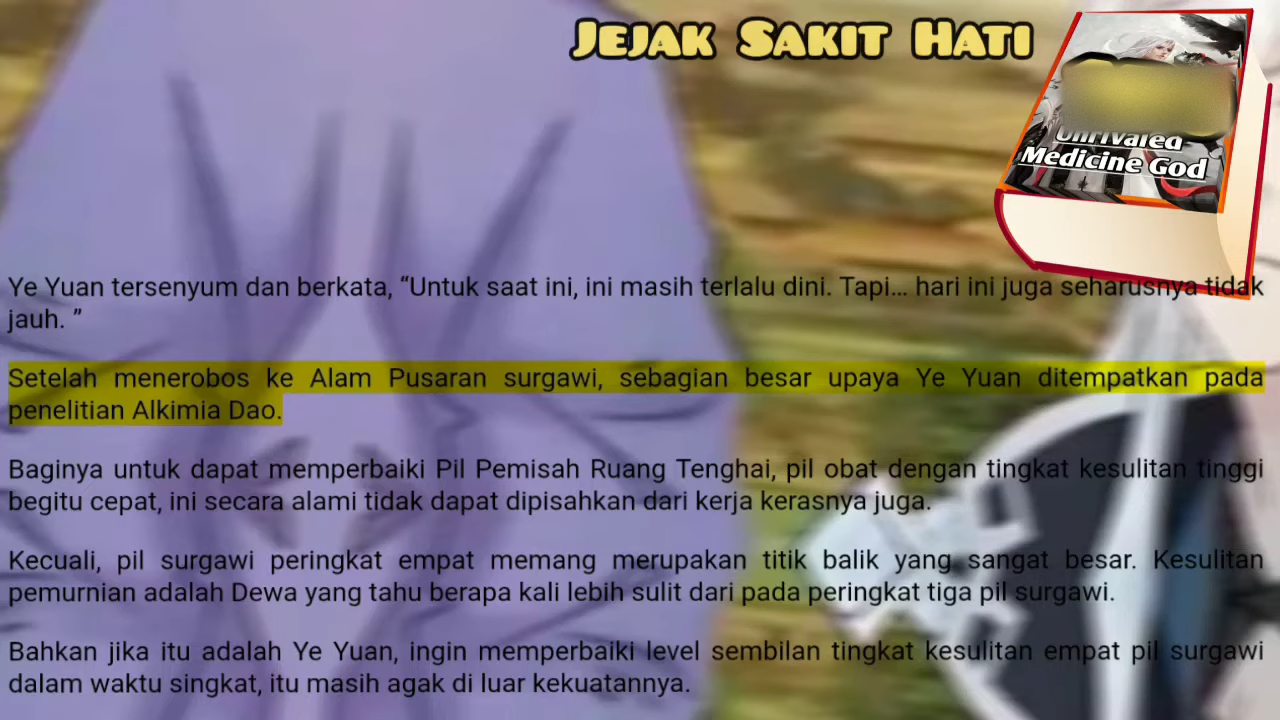 Jejak Sakit Hati
Unrivaled
Medicine God
Ye Yuan tersenyum dan berkata, “Untuk saat ini, ini masih terlalu dini. Tapi… hari ini juga seharusnya tidak
jauh. ”
Setelah menerobos ke Alam Pusaran surgawi, sebagian besar upaya Ye Yuan ditempatkan pada
penelitian Alkimia Dao.
Baginya untuk dapat memperbaiki Pil Pemisah Ruang Tenghai, pil obat dengan tingkat kesulitan tinggi
begitu cepat, ini secara alami tidak dapat dipisahkan dari kerja kerasnya juga.
Kecuali, pil surgawi peringkat empat memang merupakan titik balik yang sangat besar. Kesulitan
pemurnian adalah Dewa yang tahu berapa kali lebih sulit dari pada peringkat tiga pil surgawi.
Bahkan jika itu adalah Ye Yuan, ingin memperbaiki level sembilan tingkat kesulitan empat pil surgawi
dalam waktu singkat, itu masih agak di luar kekuatannya.